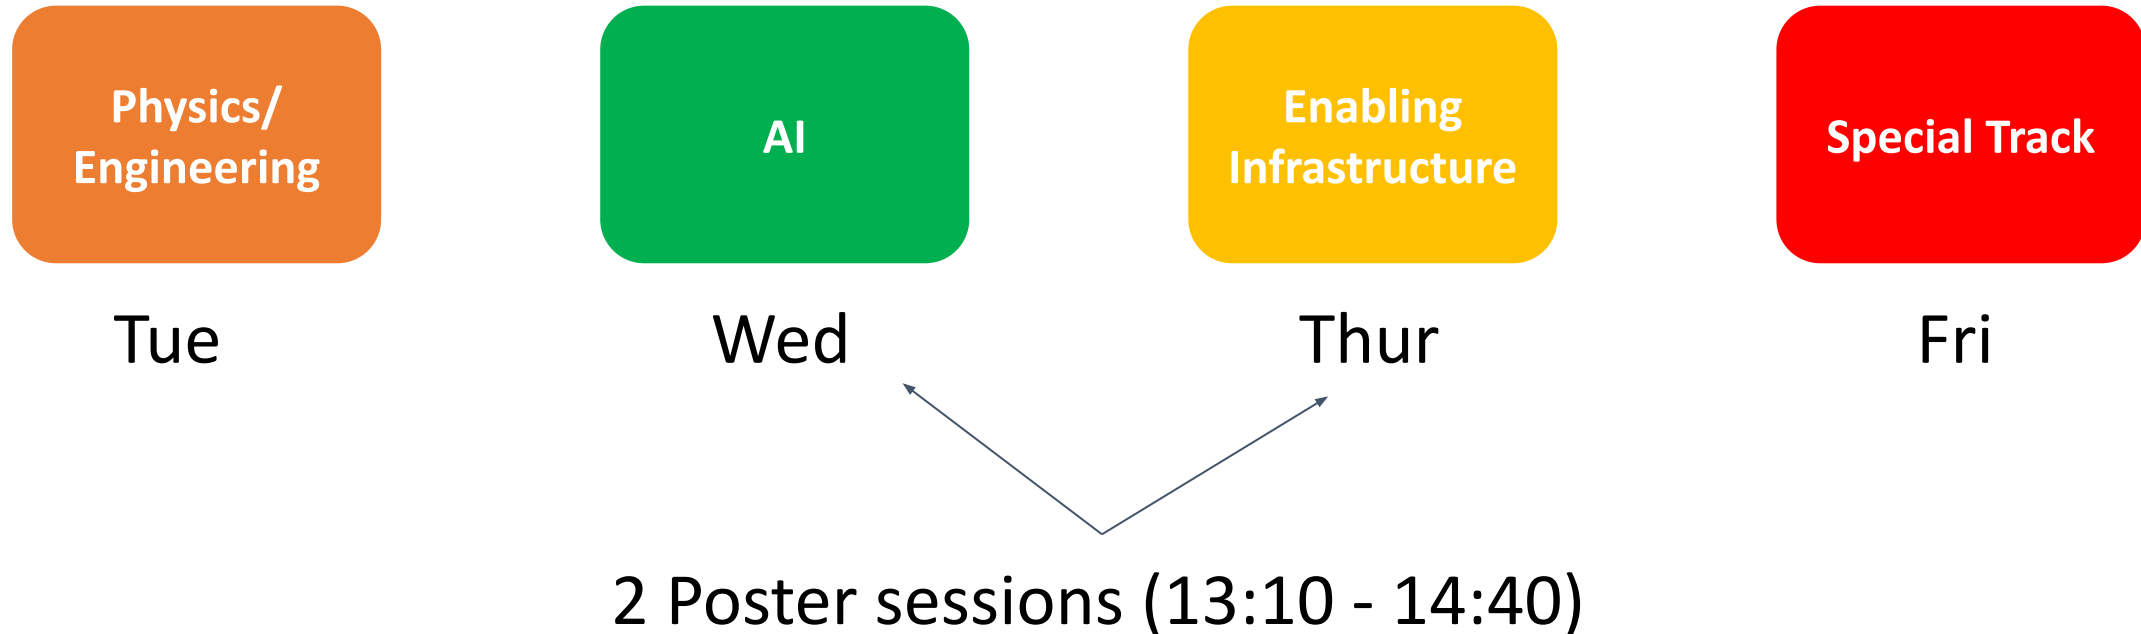 Physics/
Engineering
AI
Enabling
Infrastructure
Special Track
Tue
Wed
Thur
Fri
2 Poster sessions (13:10 - 14:40)